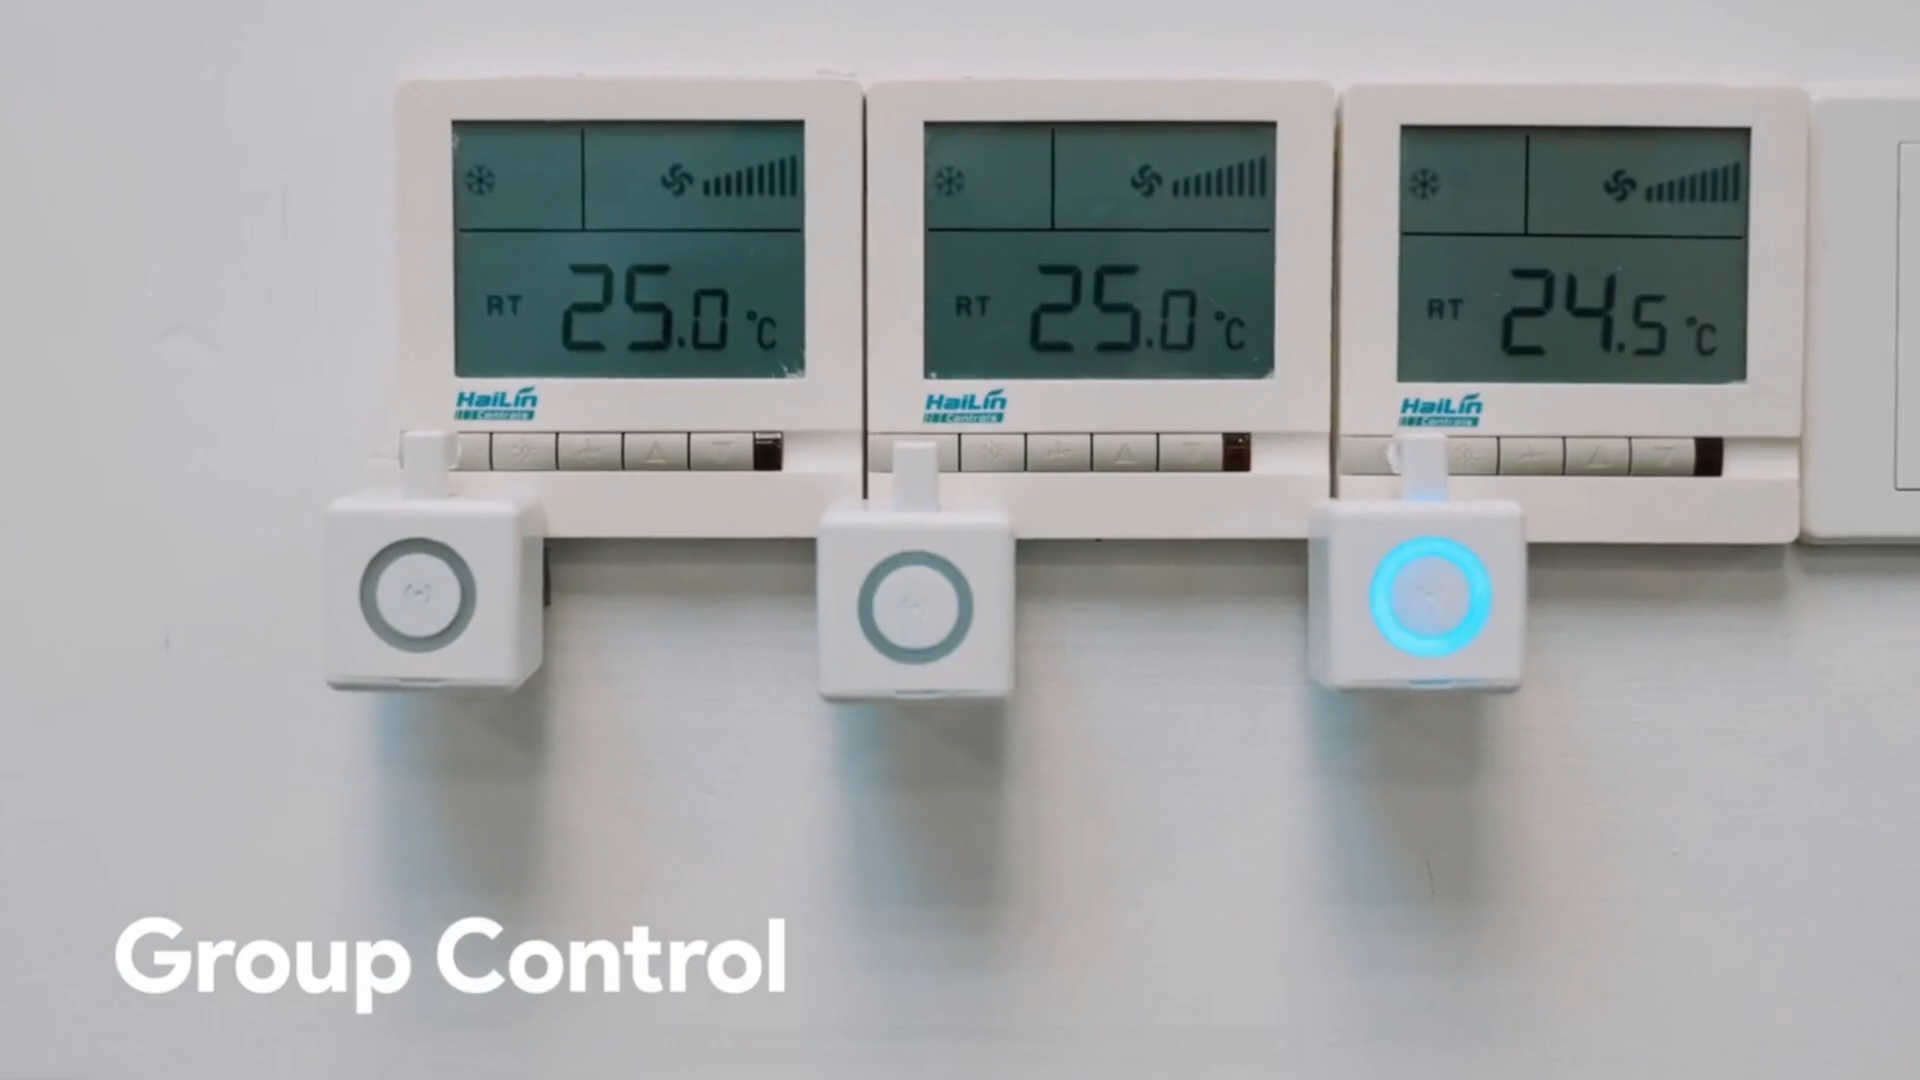 RT 25.0 °C
HaiLin
Controls
RT 25.0 °C
HaiLin
Controls
RT 24.5 °C
HaiLin
Controls
Group Control